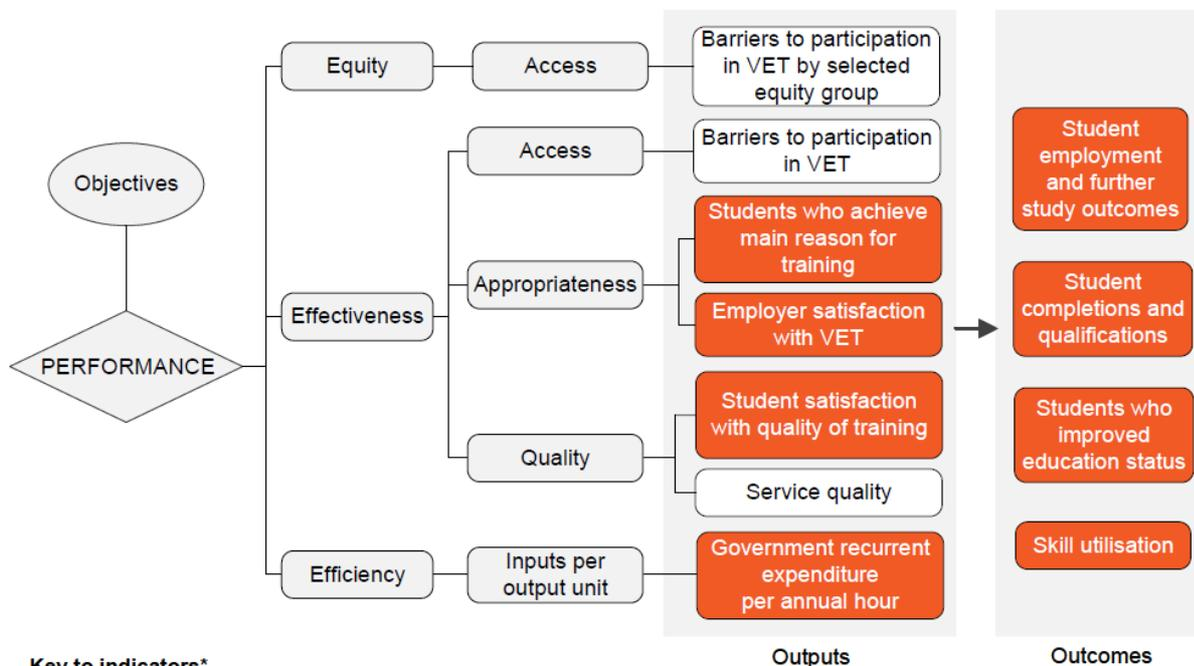 Equity
Access
Barriers to participation
in VET by selected
equity group
Access
Barriers to participation
in VET
Objectives
Students who achieve
main reason for
training
Appropriateness
Effectiveness
Employer satisfaction
with VET
PERFORMANCE
Student satisfaction
with quality of training
Quality
Service quality
Efficiency
Inputs per
output unit
Government recurrent
expenditure
per annual hour
Student
employment
and further
study outcomes
Student
completions and
qualifications
Students who
improved
education status
Skill utilisation
Key to indicators*
Outputs
Outcomes